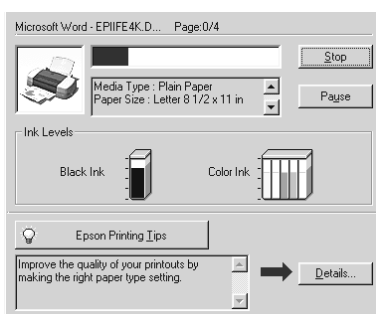 Microsoft Word - EPIIFE4K.D... Page:0/4
Stop
Media Type : Plain Paper
Paper Size : Letter 8 1/2 x 11 in
Pause
Ink Levels
Black Ink
Color Ink
Epson Printing Tips
Improve the quality of your printouts by
making the right paper type setting.
Details...